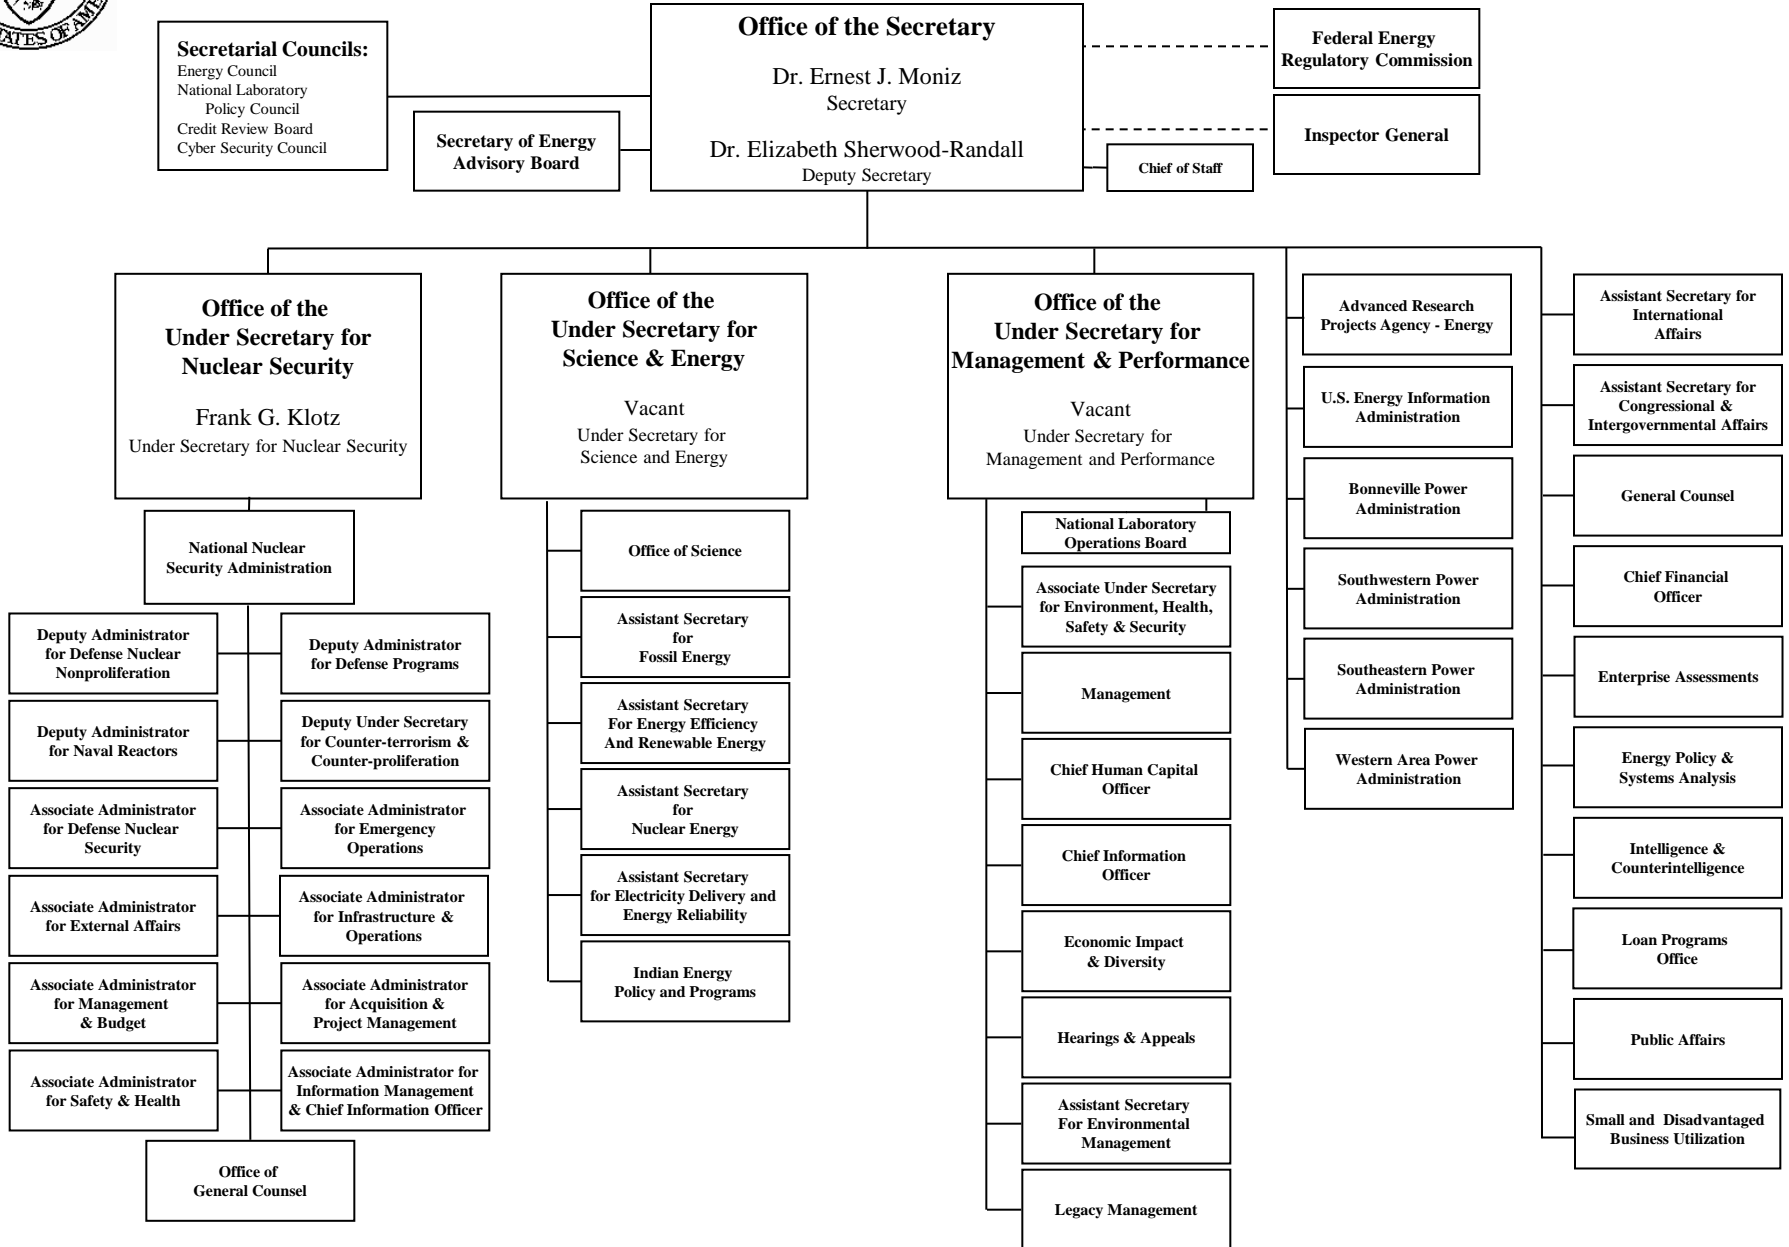 TATES OF AME
Secretarial Councils:
Energy Council
National Laboratory
Policy Council
Credit Review Board
Cyber Security Council
Secretary of Energy
Advisory Board
Office of the Secretary
Dr. Ernest J. Moniz
Secretary
Dr. Elizabeth Sherwood-Randall
Deputy Secretary
Federal Energy
Regulatory Commission
Inspector General
Chief of Staff
Office of the
Under Secretary for
Nuclear Security
Frank G. Klotz
Under Secretary for Nuclear Security
National Nuclear
Security Administration
Deputy Administrator
for Defense Nuclear
Nonproliferation
Deputy Administrator
for Defense Programs
Deputy Administrator
for Naval Reactors
Deputy Under Secretary
for Counter-terrorism &
Counter-proliferation
Associate Administrator
for Defense Nuclear
Security
Associate Administrator
for Emergency
Operations
Associate Administrator
for External Affairs
Associate Administrator
for Infrastructure &
Operations
Associate Administrator
for Management
& Budget
Associate Administrator
for Acquisition &
Project Management
Associate Administrator
for Safety & Health
Associate Administrator for
Information Management
& Chief Information Officer
Office of
General Counsel
Office of the
Under Secretary for
Science & Energy
Vacant
Under Secretary for
Science and Energy
Office of Science
Assistant Secretary
for
Fossil Energy
Assistant Secretary
For Energy Efficiency
And Renewable Energy
Assistant Secretary
for
Nuclear Energy
Assistant Secretary
for Electricity Delivery and
Energy Reliability
Indian Energy
Policy and Programs
Office of the
Under Secretary for
Management & Performance
Vacant
Under Secretary for
Management and Performance
National Laboratory
Operations Board
Associate Under Secretary
for Environment, Health,
Safety & Security
Management
Chief Human Capital
Officer
Chief Information
Officer
Economic Impact
& Diversity
Hearings & Appeals
Assistant Secretary
For Environmental
Management
Legacy Management
Advanced Research
Projects Agency - Energy
U.S. Energy Information
Administration
Bonneville Power
Administration
Southwestern Power
Administration
Southeastern Power
Administration
Western Area Power
Administration
Assistant Secretary for
International
Affairs
Assistant Secretary for
Congressional &
Intergovernmental Affairs
General Counsel
Chief Financial
Officer
Enterprise Assessments
Energy Policy &
Systems Analysis
Intelligence &
Counterintelligence
Loan Programs
Office
Public Affairs
Small and Disadvantaged
Business Utilization